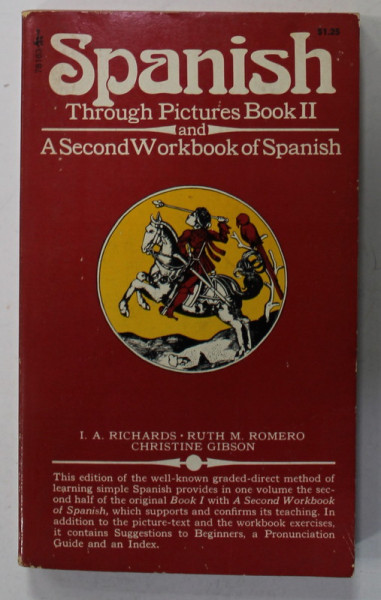 $1.25
Spanish
Through Pictures Book II
and
A Second Workbook of Spanish
I. A. RICHARDS · RUTH M. ROMERO
CHRISTINE GIBSON
This edition of the well-known graded-direct method of
learning simple Spanish provides in one volume the sec-
ond half of the original Book I with A Second Workbook
of Spanish, which supports and confirms its teaching. In
addition to the picture-text and the workbook exercises,
it contains Suggestions to Beginners, a Pronunciation
Guide and an Index.